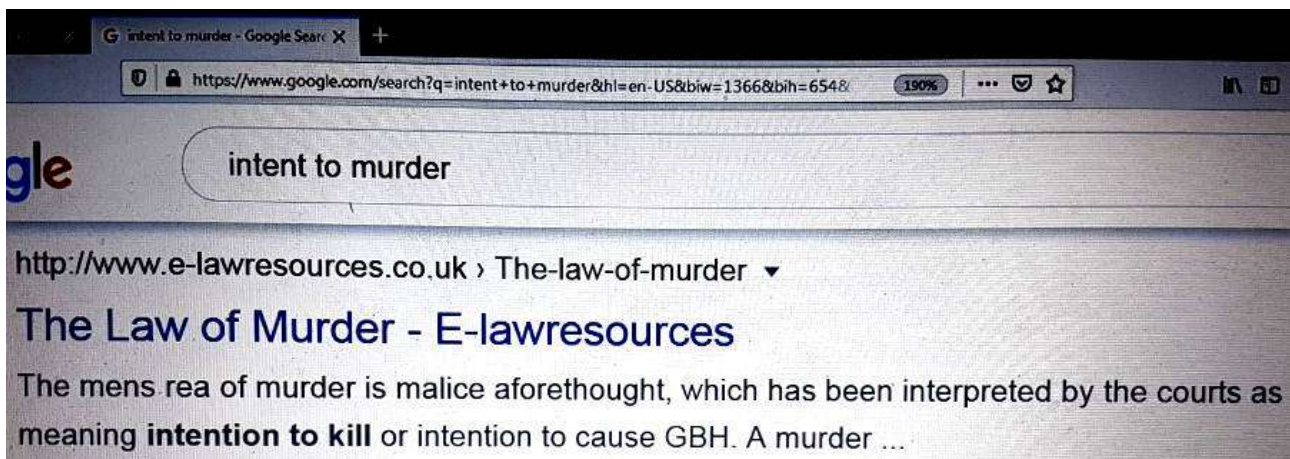 G intent to murder - Google Sear X +
https://www.google.com/search?q=intent+to+murder&hl=en-US&biw=1366&bih=654& 190% ...
gle intent to murder
http://www.e-lawresources.co.uk › The-law-of-murder
The Law of Murder - E-lawresources
The mens rea of murder is malice aforethought, which has been interpreted by the courts as
meaning intention to kill or intention to cause GBH. A murder ...